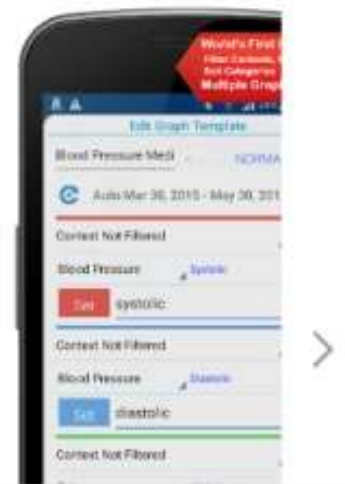 World's First
Filter Contexts,
Sub Categories
Multiple Grap
Edit Graph Template
Blood Pressure Medi
NORMA
Auto Mar 30, 2015 - May 30, 201
Context Not Filtered
Blood Pressure
Systolic
Set
systolic
Context Not Filtered
Blood Pressure
Diastolic
Set
diastolic
Context Not Filtered